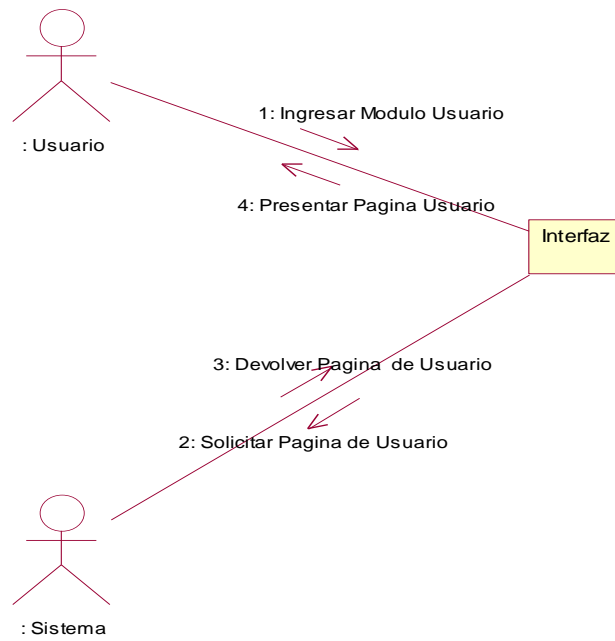 1: Ingresar Modulo Usuario
: Usuario
4: Presentar Pagina Usuario
Interfaz
3: Devolver Pagina de Usuario
2: Solicitar Pagina de Usuario
: Sistema